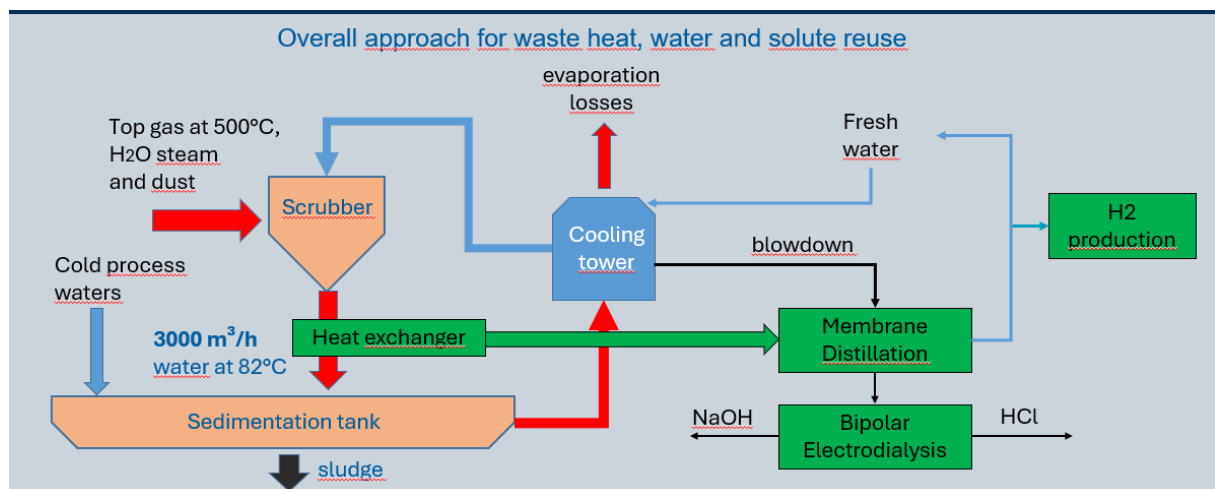 Overall approach for waste heat, water and solute reuse
evaporation
losses
Top gas at 500°C,
H2O steam
and dust
Fresh
water
Scrubber
H2
production
Cooling
tower
blowdown
Cold process
waters
3000 m³/h
water at 82°C
Heat exchanger
Membrane
Distillation
Sedimentation tank
NaOH
Bipolar
Electrodialysis
HCl
sludge